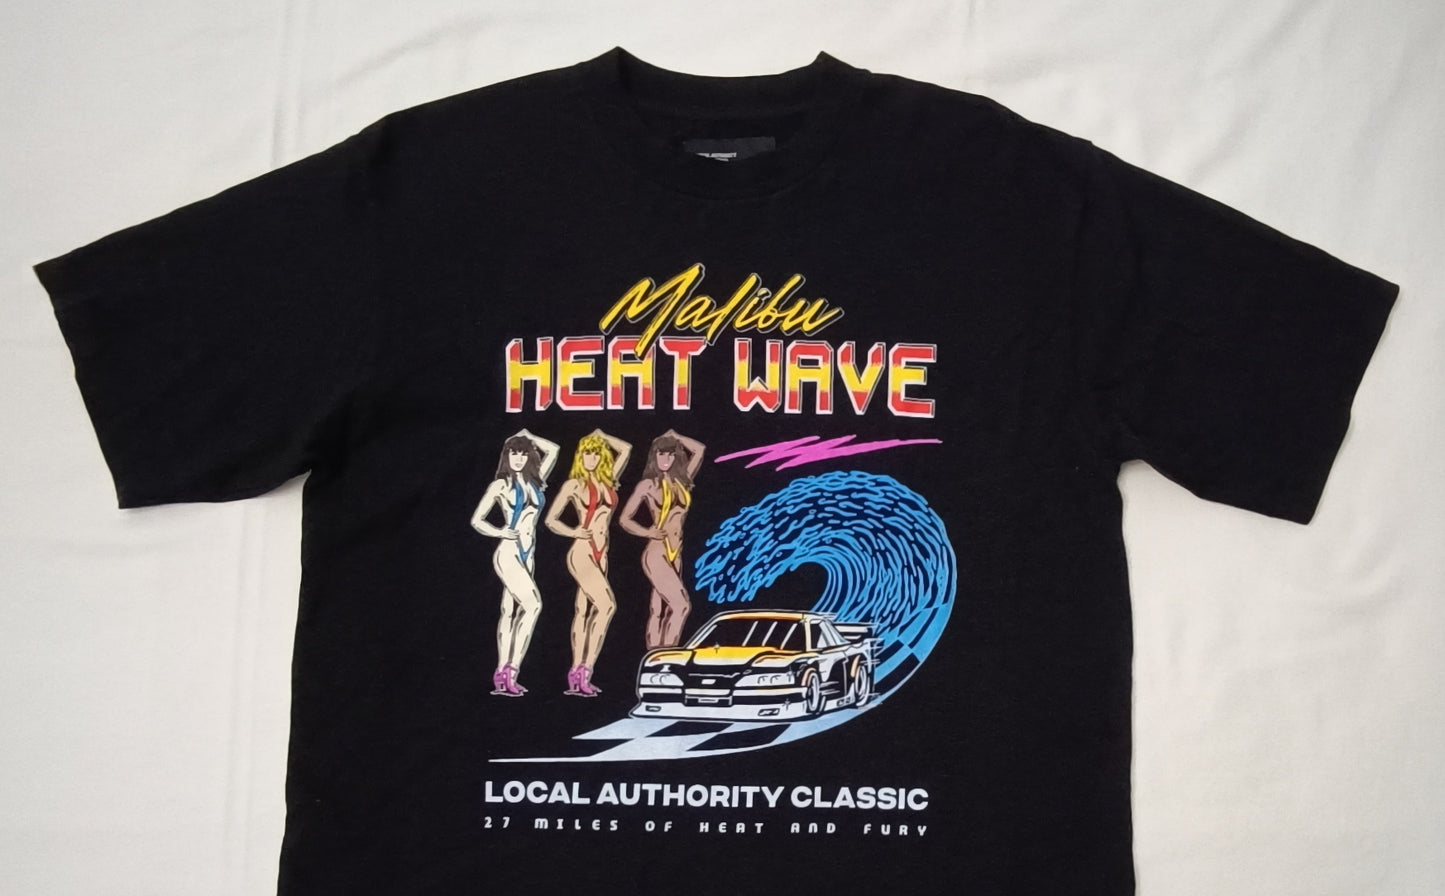 Malibu
HEAT WAVE
LOCAL AUTHORITY CLASSIC
27 MILES OF HEAT AND FURY